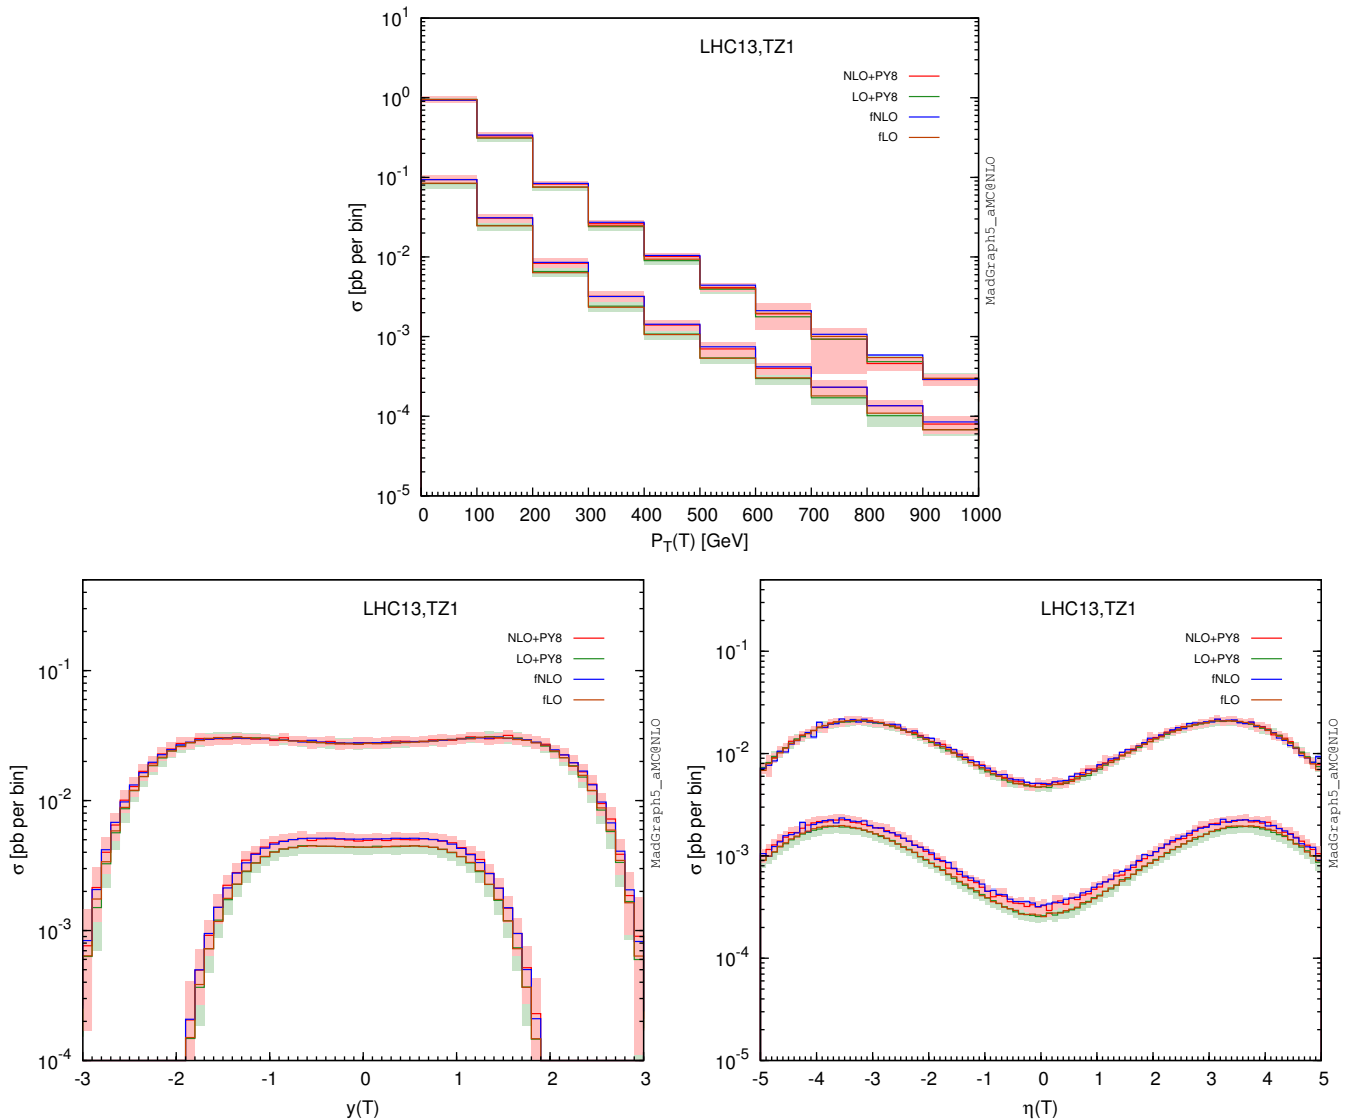 LHC13,TZ1
NLO+PY8
LO+PY8
fNLO
fLO
10^1
10^0
10^-1
10^-2
10^-3
10^-4
10^-5
σ [pb per bin]
0 100 200 300 400 500 600 700 800 900 1000
P_T(T) [GeV]
MadGraph5_aMC@NLO
LHC13,TZ1
NLO+PY8
LO+PY8
fNLO
fLO
10^-1
10^-2
10^-3
10^-4
σ [pb per bin]
-3 -2 -1 0 1 2 3
y(T)
MadGraph5_aMC@NLO
LHC13,TZ1
NLO+PY8
LO+PY8
fNLO
fLO
10^-1
10^-2
10^-3
10^-4
10^-5
σ [pb per bin]
-5 -4 -3 -2 -1 0 1 2 3 4 5
η(T)
MadGraph5_aMC@NLO